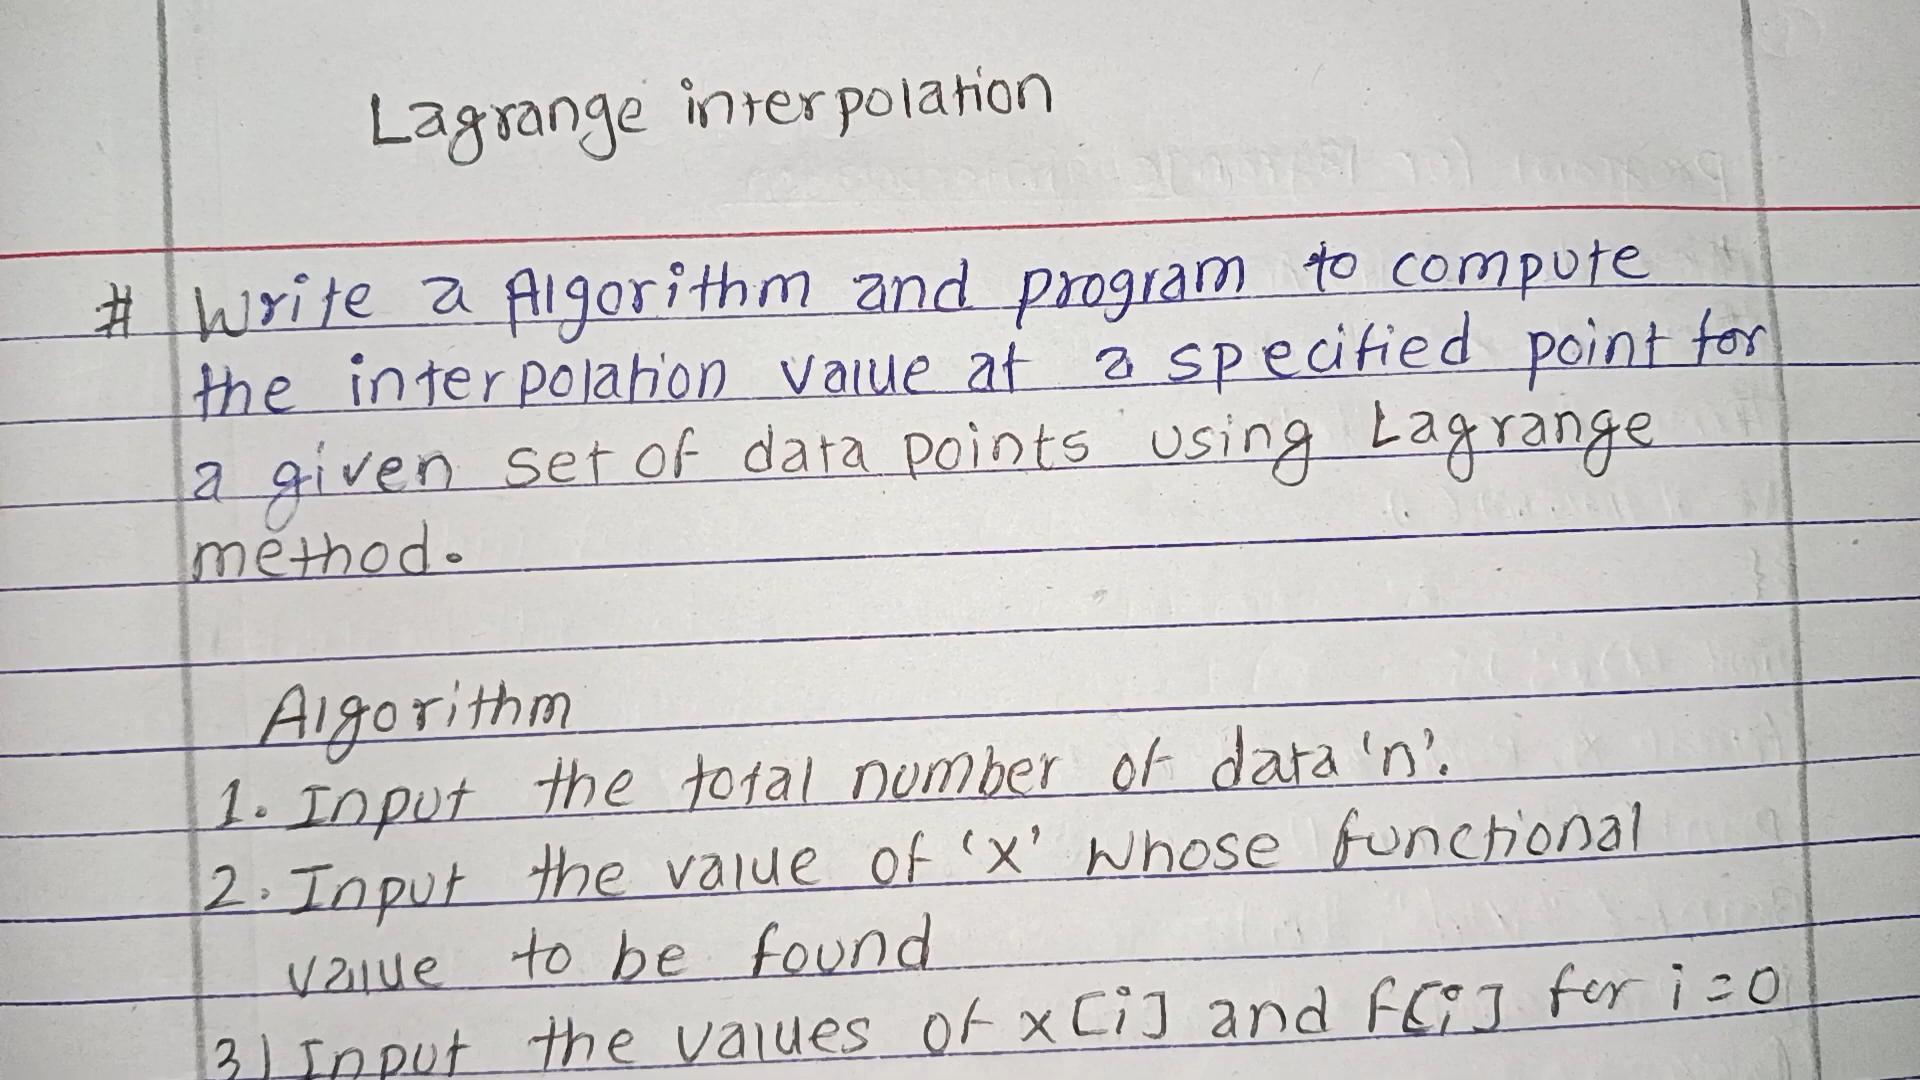 Lagrange interpolation
# Write a Algorithm and program to compute
the interpolation value at a specified point for
a given set of data points using Lagrange
method.
Algorithm
1. Input the total number of data 'n'.
2. Input the value of 'x' whose functional
value to be found
3) Input the values of x[i] and f[i] for i=0